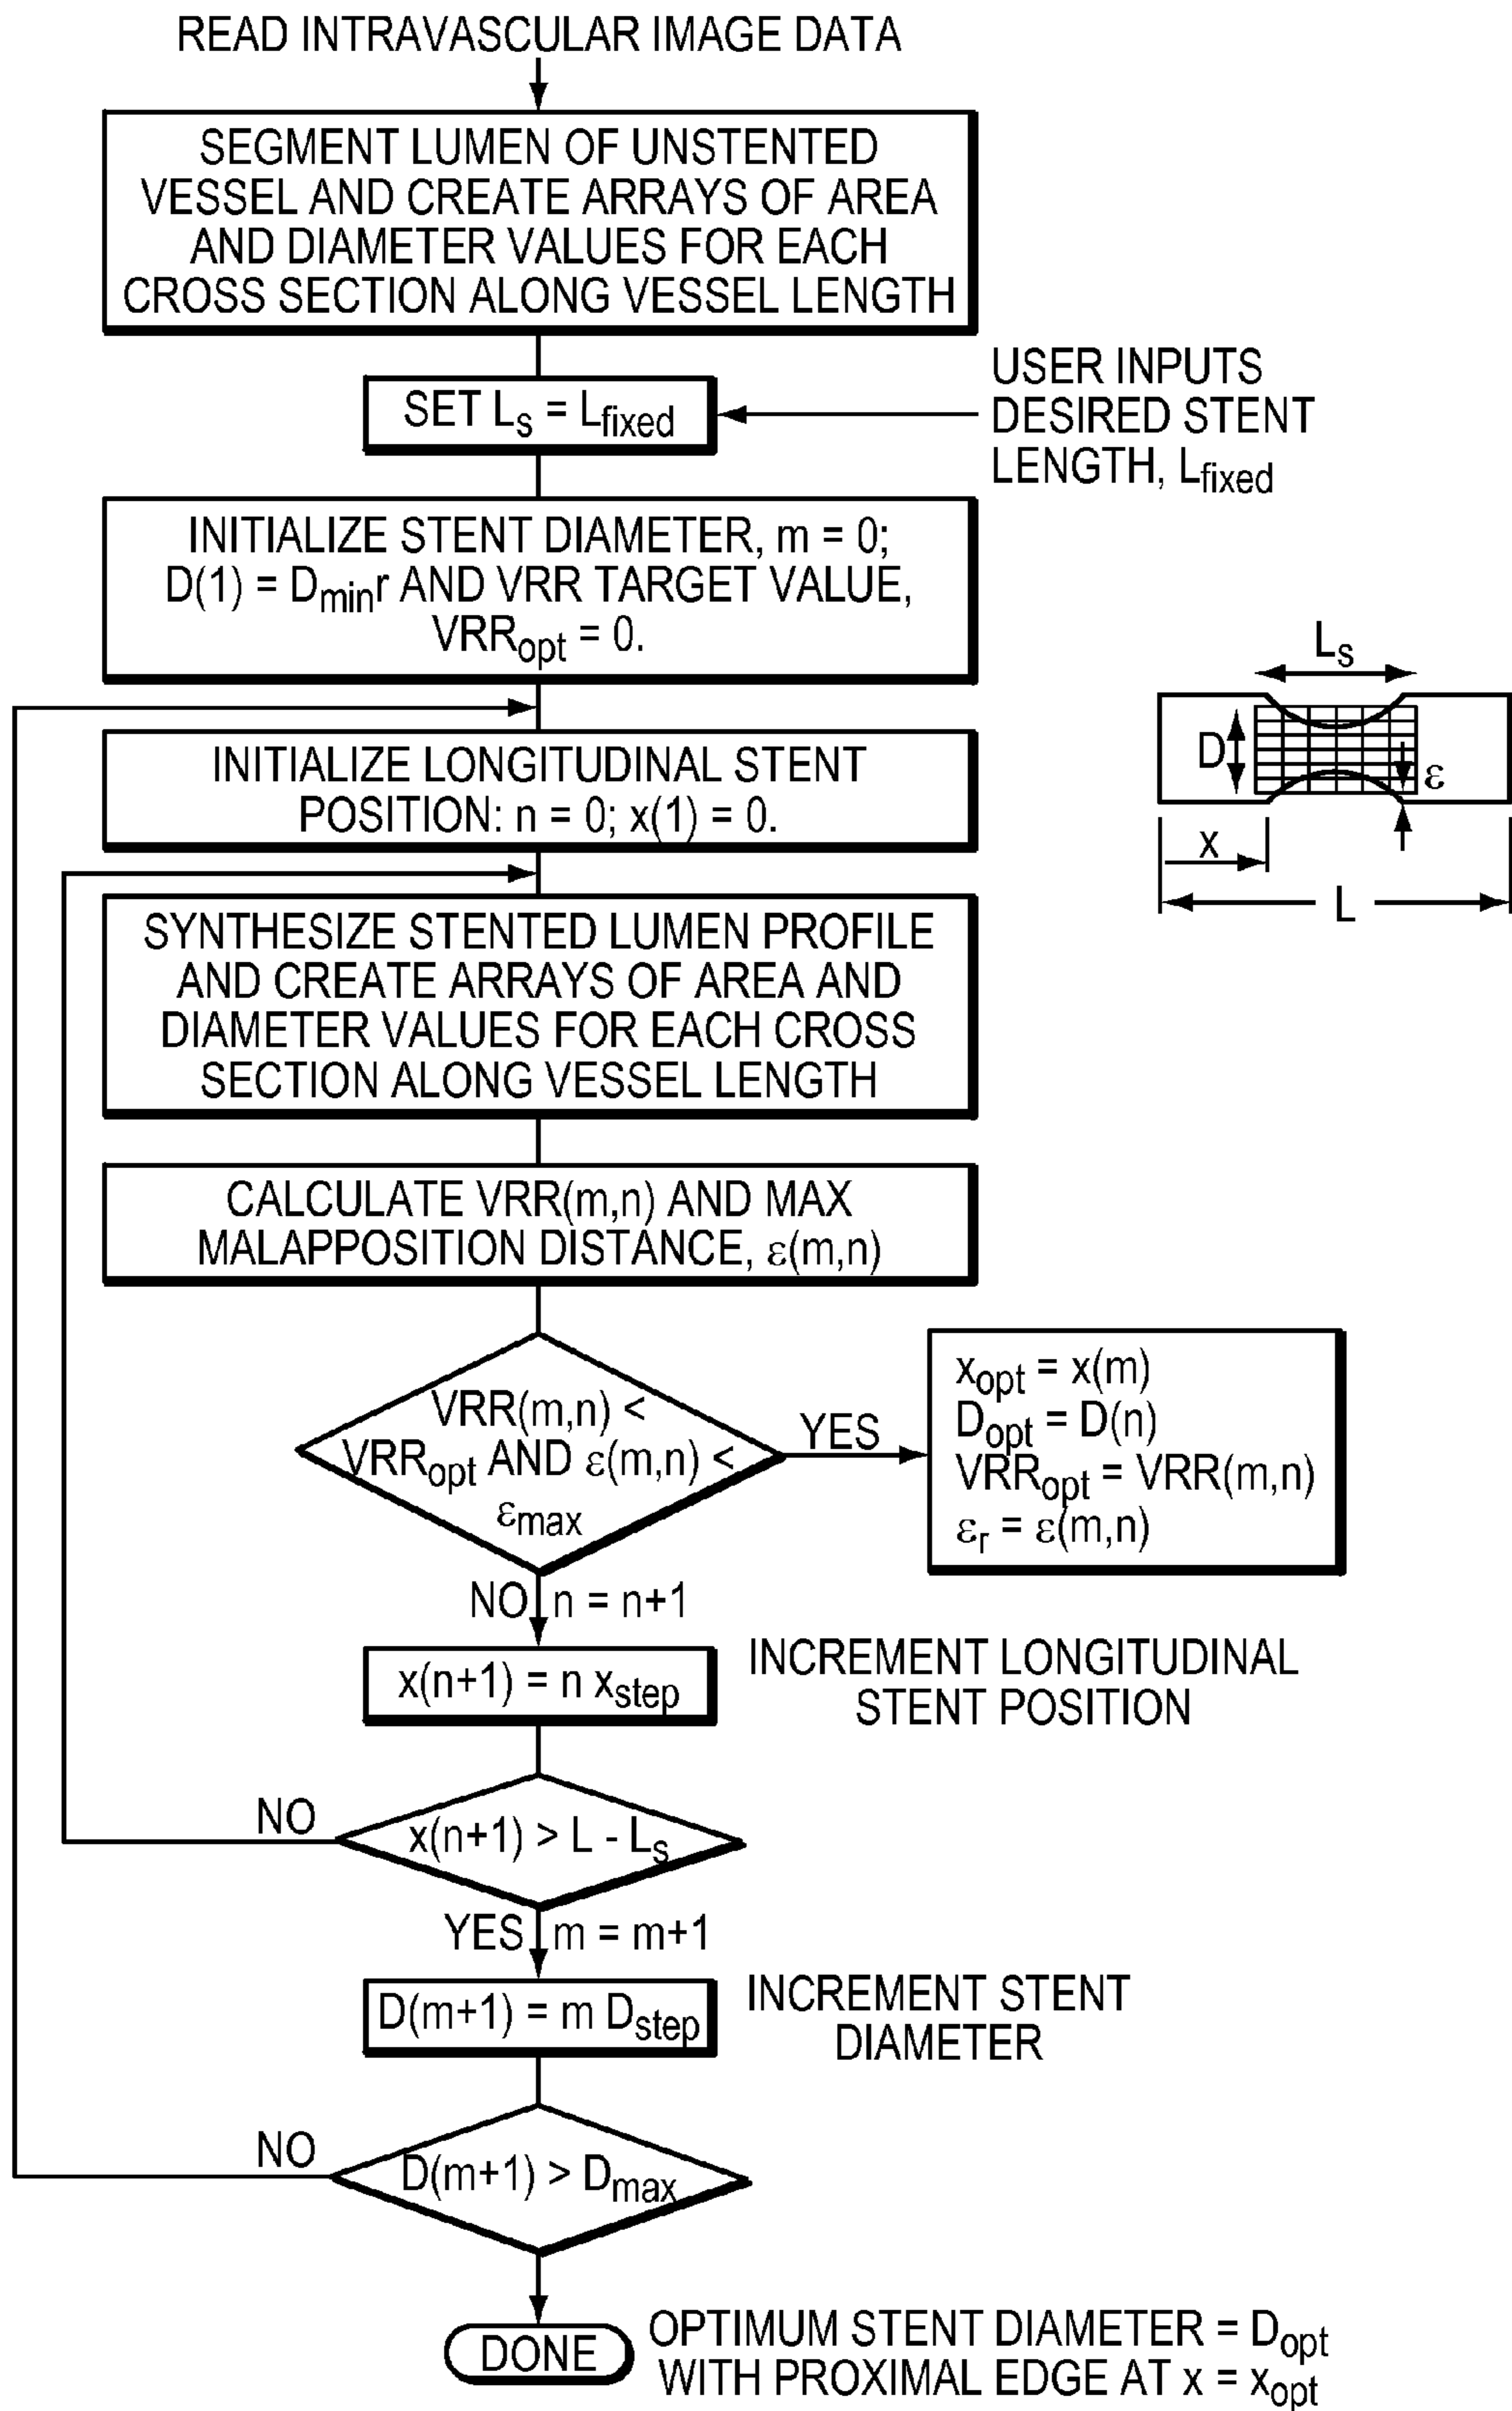 READ INTRAVASCULAR IMAGE DATA
SEGMENT LUMEN OF UNSTENTED
VESSEL AND CREATE ARRAYS OF AREA
AND DIAMETER VALUES FOR EACH
CROSS SECTION ALONG VESSEL LENGTH
SET Ls = Lfixed
USER INPUTS
DESIRED STENT
LENGTH, Lfixed
INITIALIZE STENT DIAMETER, m = 0;
D(1) = Dminr AND VRR TARGET VALUE,
VRRopt = 0.
Ls
D
ε
x
L
INITIALIZE LONGITUDINAL STENT
POSITION: n = 0; x(1) = 0.
SYNTHESIZE STENTED LUMEN PROFILE
AND CREATE ARRAYS OF AREA AND
DIAMETER VALUES FOR EACH CROSS
SECTION ALONG VESSEL LENGTH
CALCULATE VRR(m,n) AND MAX
MALAPPOSITION DISTANCE, ε(m,n)
VRR(m,n) <
VRRopt AND ε(m,n) <
εmax
YES
xopt = x(m)
Dopt = D(n)
VRRopt = VRR(m,n)
εr = ε(m,n)
NO n = n+1
x(n+1) = n xstep
INCREMENT LONGITUDINAL
STENT POSITION
NO
x(n+1) > L - Ls
YES m = m+1
D(m+1) = m Dstep
INCREMENT STENT
DIAMETER
NO
D(m+1) > Dmax
DONE
OPTIMUM STENT DIAMETER = Dopt
WITH PROXIMAL EDGE AT x = xopt